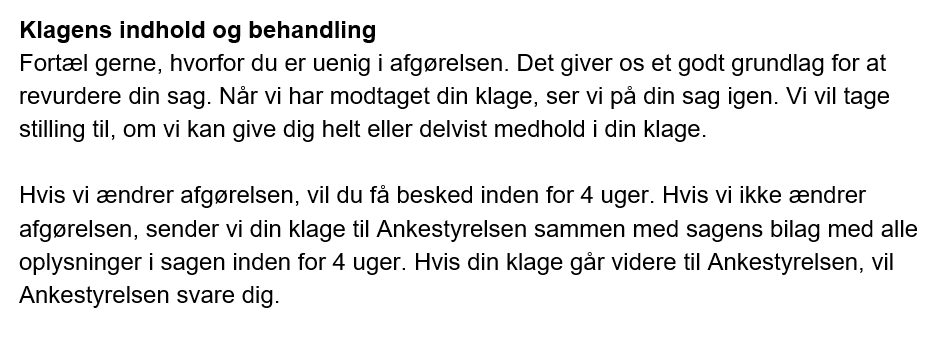 Klagens indhold og behandling
Fortæl gerne, hvorfor du er uenig i afgørelsen. Det giver os et godt grundlag for at
revurdere din sag. Når vi har modtaget din klage, ser vi på din sag igen. Vi vil tage
stilling til, om vi kan give dig helt eller delvist medhold i din klage.
Hvis vi ændrer afgørelsen, vil du få besked inden for 4 uger. Hvis vi ikke ændrer
afgørelsen, sender vi din klage til Ankestyrelsen sammen med sagens bilag med alle
oplysninger i sagen inden for 4 uger. Hvis din klage går videre til Ankestyrelsen, vil
Ankestyrelsen svare dig.